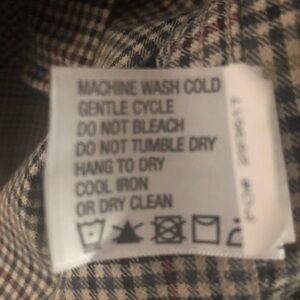 MACHINE WASH COLD
GENTLE CYCLE
DO NOT BLEACH
DO NOT TUMBLE DRY
HANG TO DRY
COOL IRON
OR DRY CLEAN